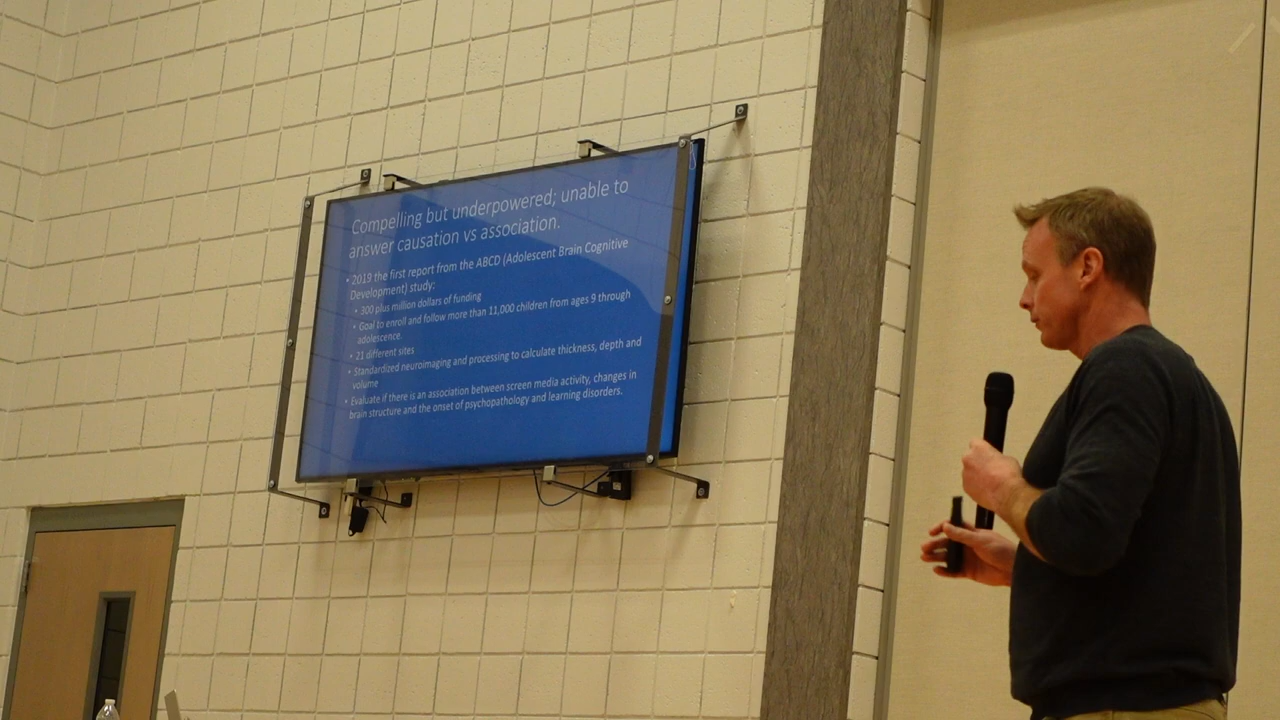 Compelling but underpowered; unable to
answer causation vs association.
• 2019 the first report from the ABCD (Adolescent Brain Cognitive
Development) study:
• 300 plus million dollars of funding
• Goal to enroll and follow more than 11,000 children from ages 9 through
adolescence.
• 21 different sites
• Standardized neuroimaging and processing to calculate thickness, depth and
volume
• Evaluate if there is an association between screen media activity, changes in
brain structure and the onset of psychopathology and learning disorders.